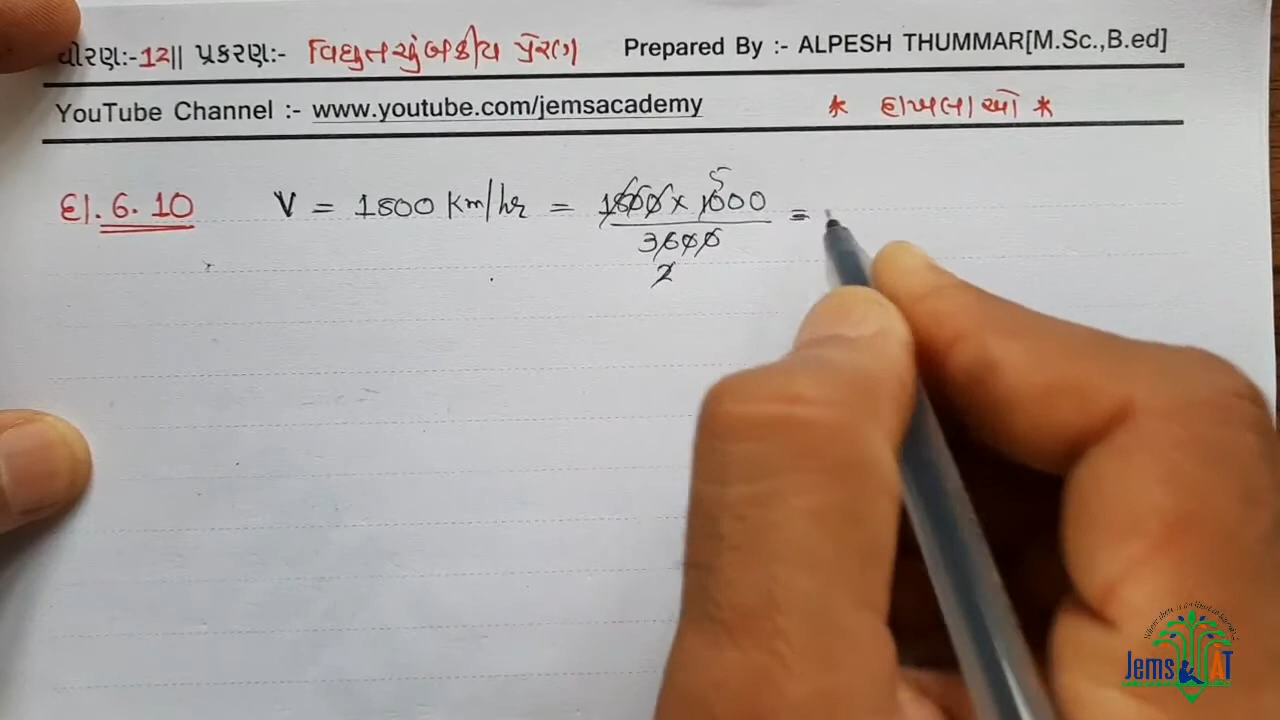 ધોરણ:-12|| પ્રકરણ:- વિદ્યુતચુંબકીય પ્રેરણ Prepared By :- ALPESH THUMMAR[M.Sc.,B.ed]
YouTube Channel :- www.youtube.com/jemsacademy * દાખલાઓ *
દા. 6.10 V = 1800 km/hr = 1800 x 1000 / 3600 =
5
2
Jems AT